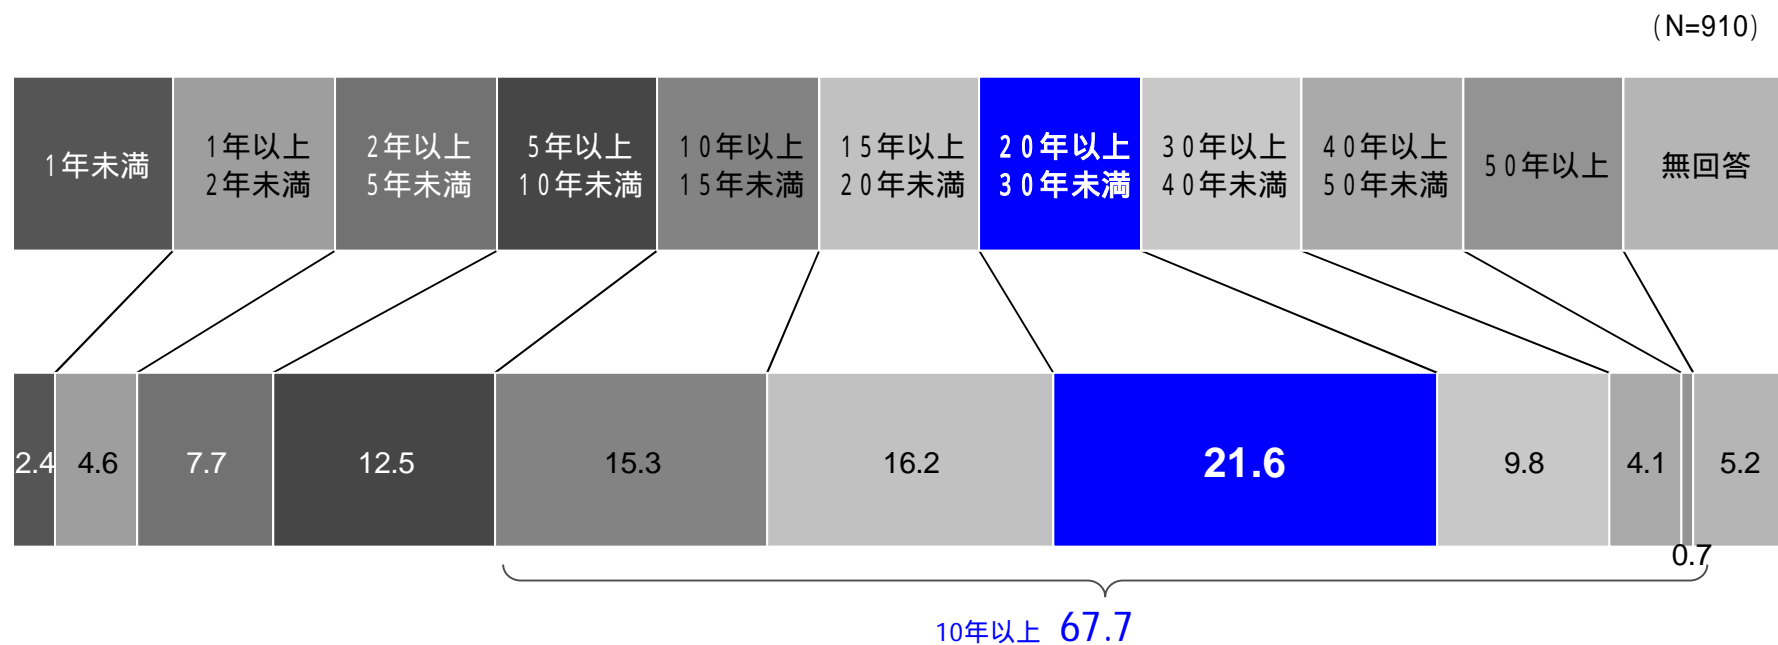 （N=910）
1年未満
1年以上
2年未満
2年以上
5年未満
5年以上
10年未満
10年以上
15年未満
15年以上
20年未満
20年以上
30年未満
30年以上
40年未満
40年以上
50年未満
50年以上
無回答
2.4
4.6
7.7
12.5
15.3
16.2
21.6
9.8
4.1
0.7
5.2
10年以上 67.7